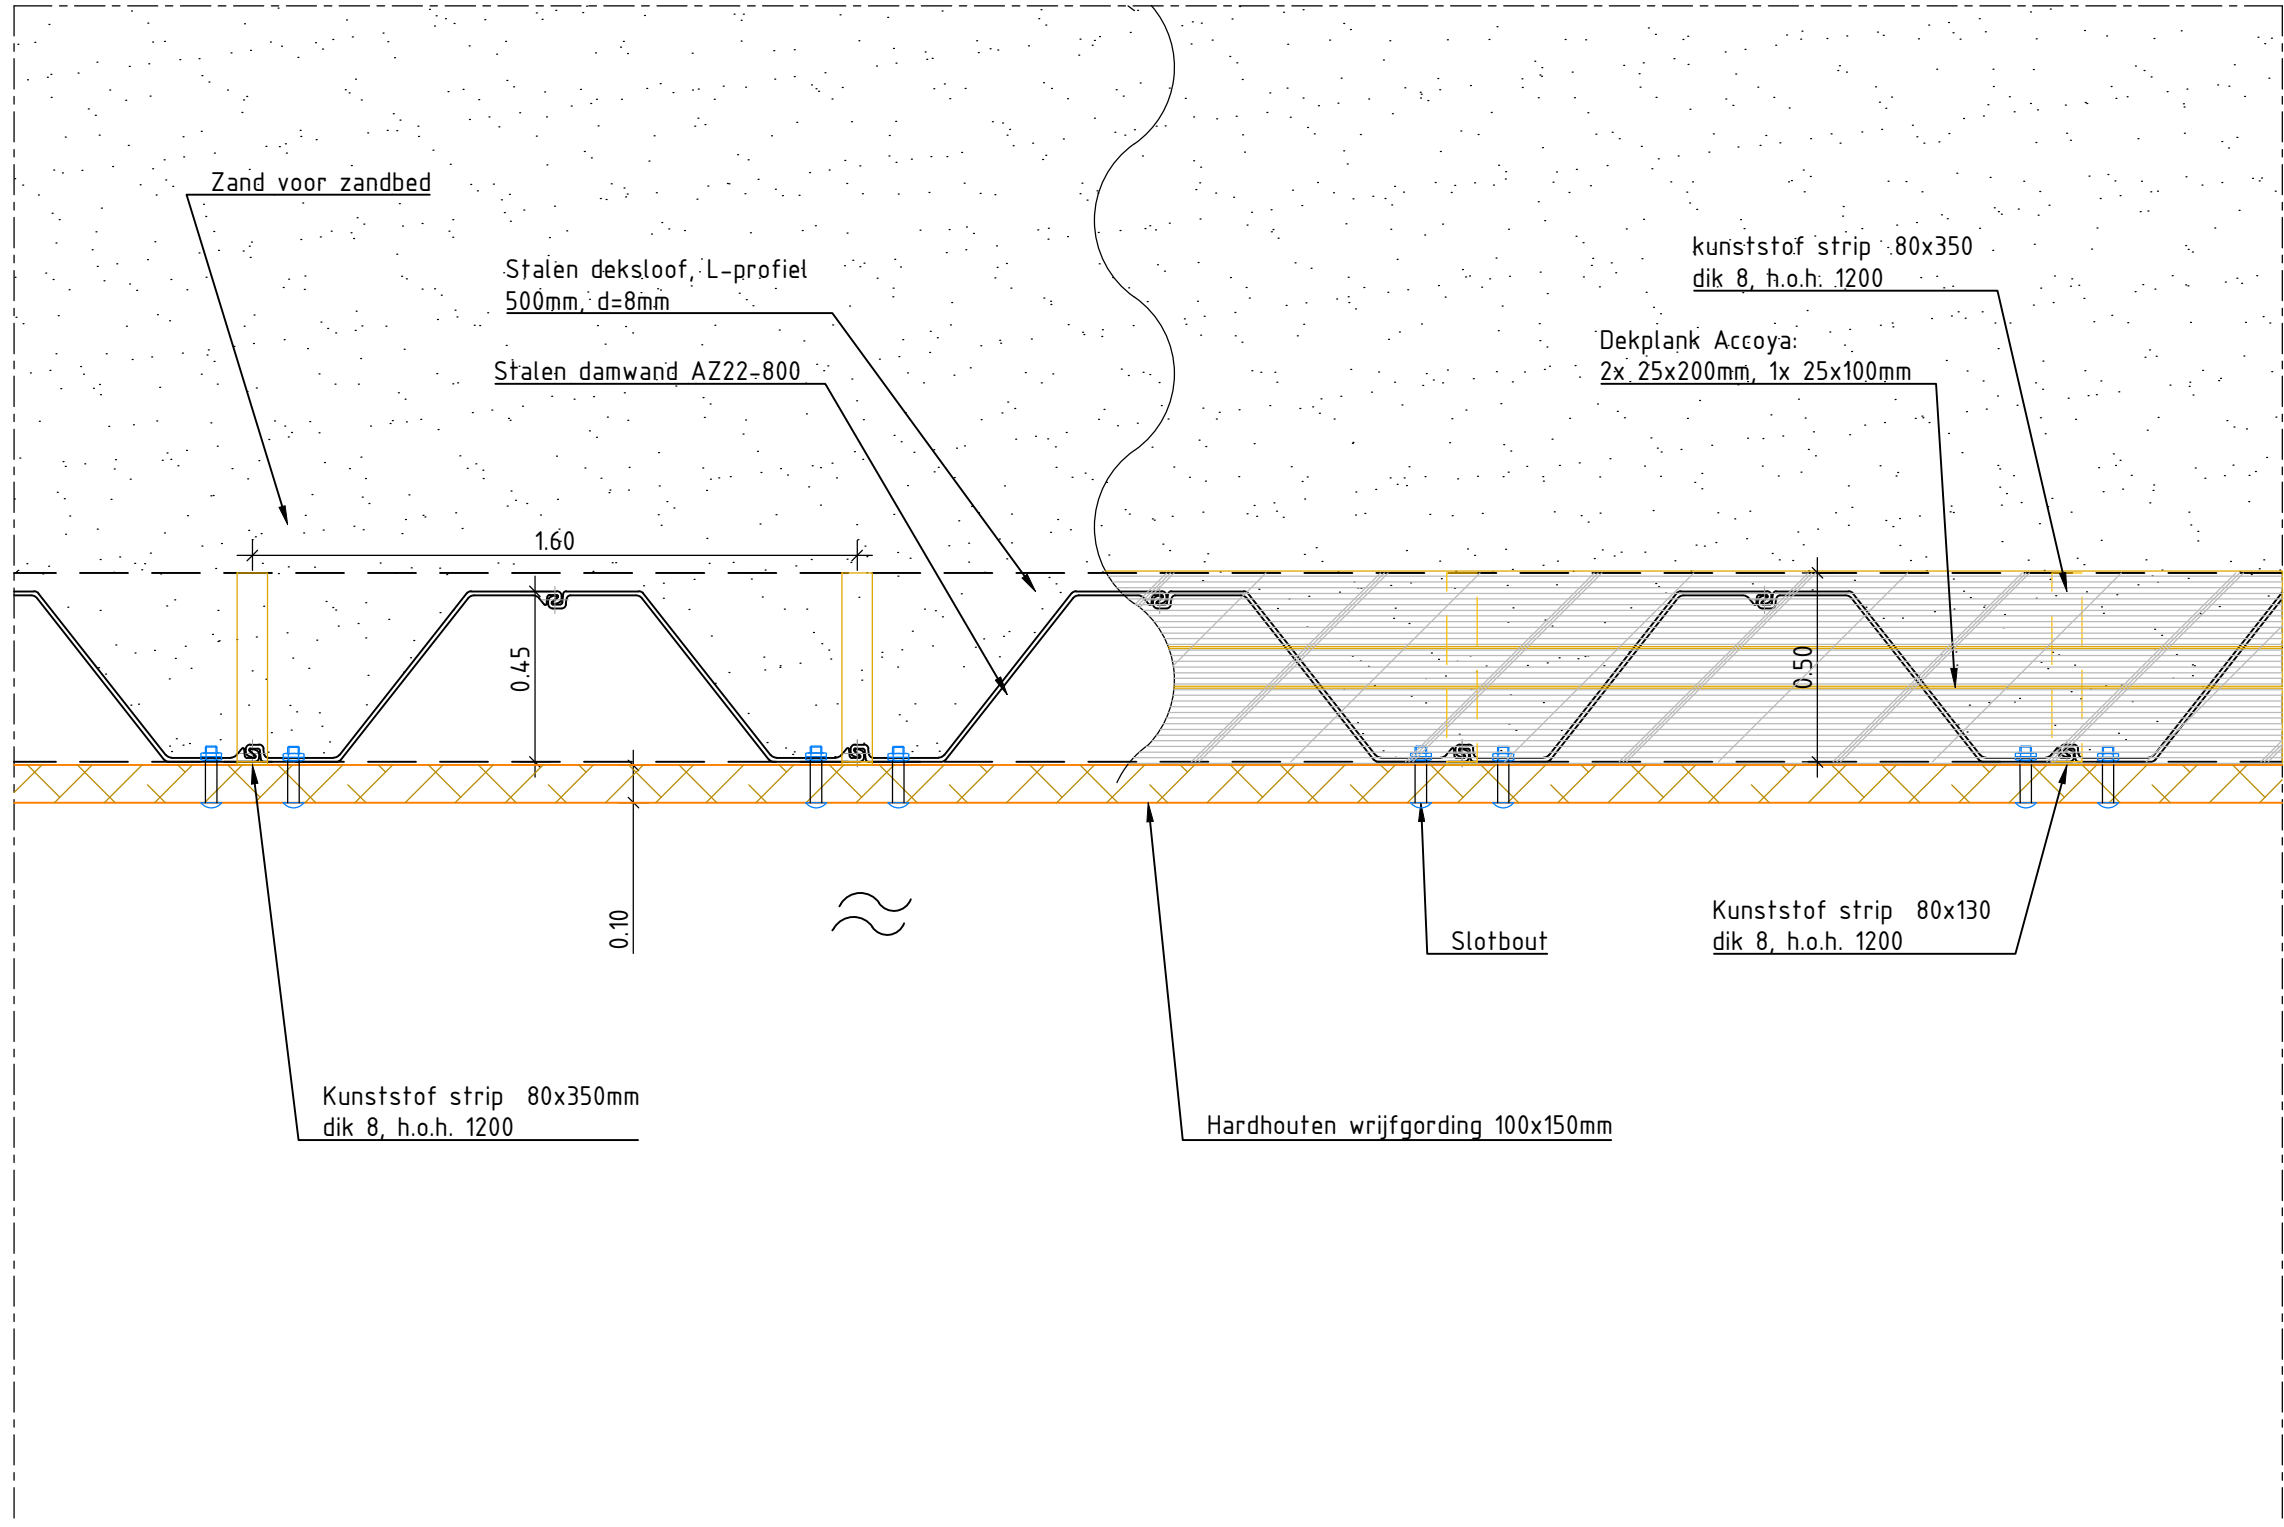 Zand voor zandbed
Stalen deksloof, L-profiel
500mm, d=8mm
Stalen damwand AZ22-800
kunststof strip 80x350
dik 8, h.o.h. 1200
Dekplank Accoya:
2x 25x200mm, 1x 25x100mm
1.60
0.45
0.50
0.10
Slotbout
Kunststof strip 80x130
dik 8, h.o.h. 1200
Kunststof strip 80x350mm
dik 8, h.o.h. 1200
Hardhouten wrijfgording 100x150mm